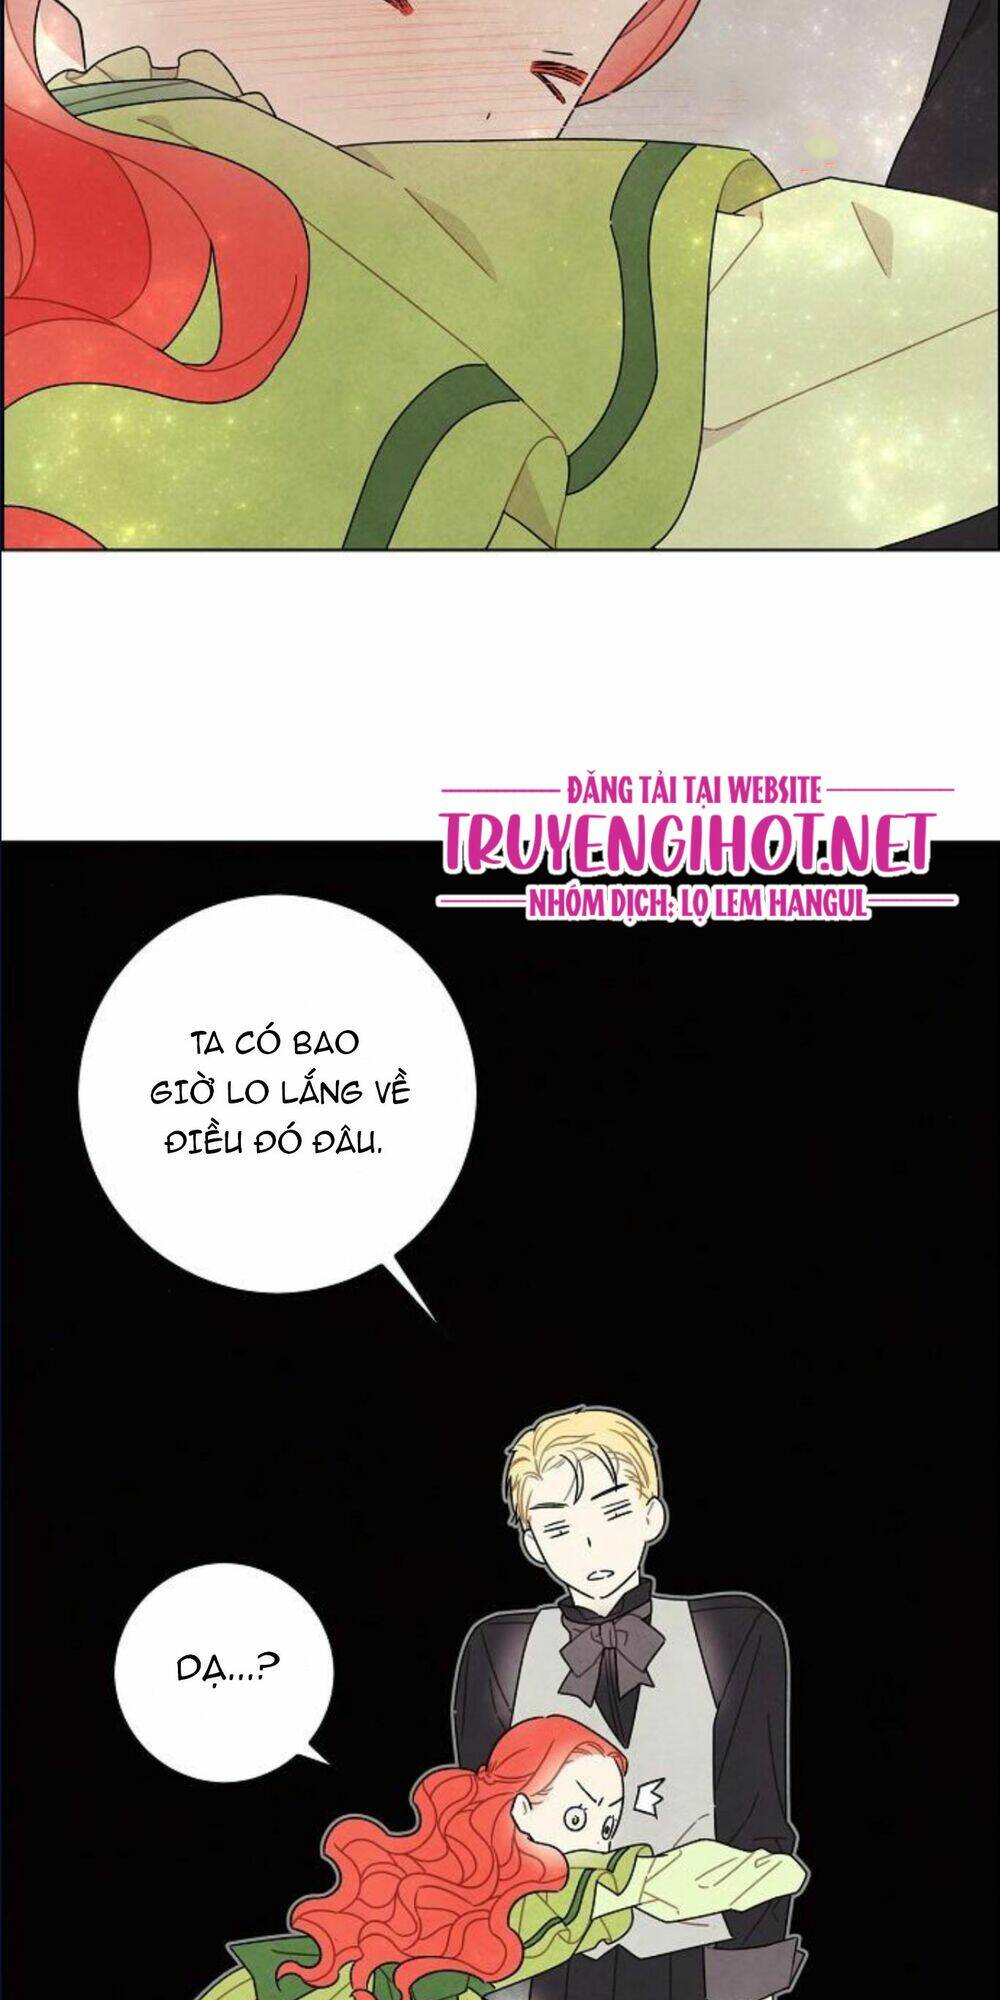 ĐĂNG TẢI TẠI WEBSITE
TRUYENGIHOT.NET
NHÓM DỊCH: LỌ LEM HANGUL
TA CÓ BAO
GIỜ LO LẮNG VỀ
ĐIỀU ĐÓ ĐÂU.
DẠ...?